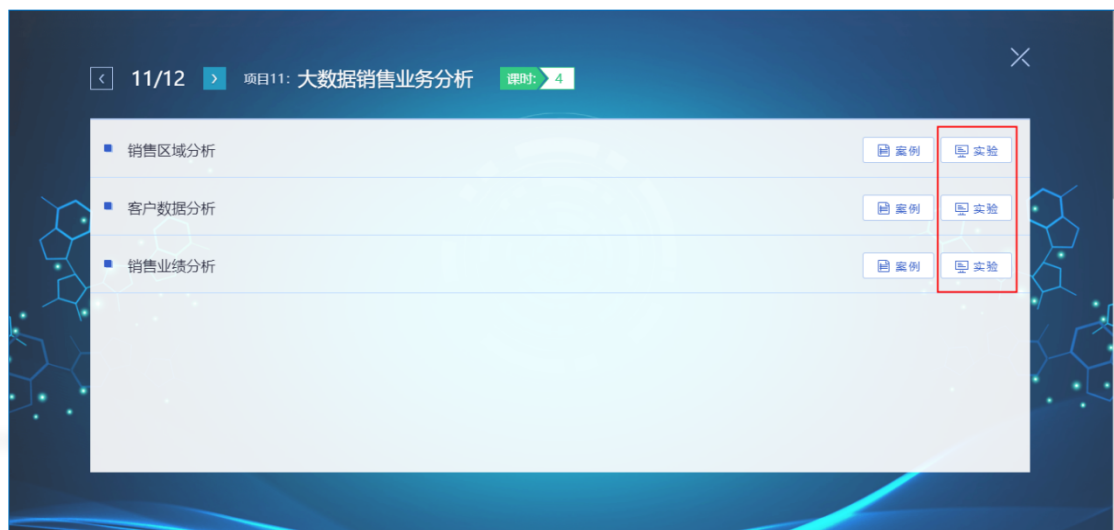 11/12 项目11: 大数据销售业务分析 课时: 4
销售区域分析 案例 实验
客户数据分析 案例 实验
销售业绩分析 案例 实验